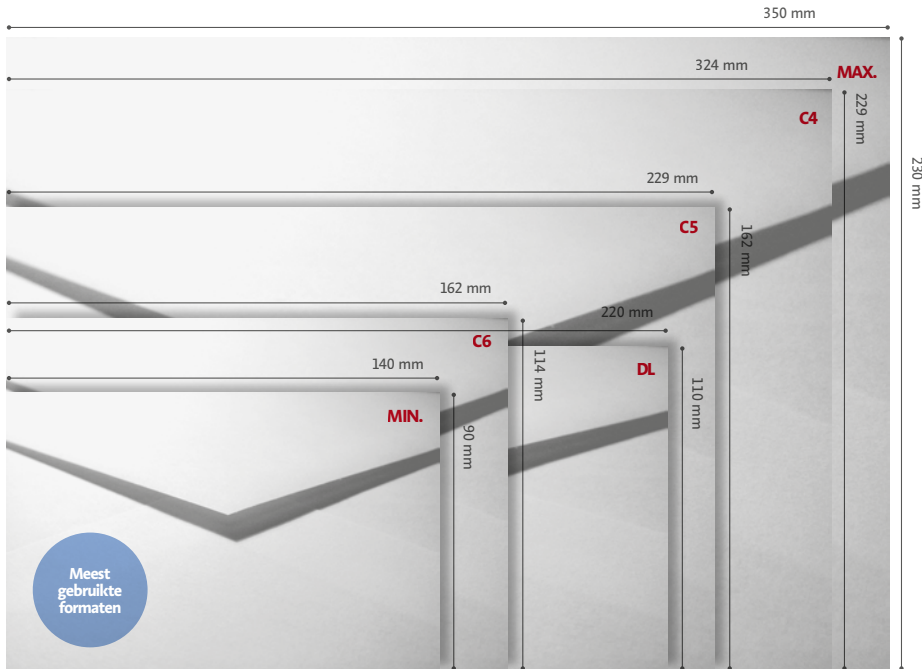 350 mm
324 mm
MAX.
C4
229 mm
230 mm
229 mm
C5
162 mm
162 mm
220 mm
C6
114 mm
140 mm
DL
110 mm
MIN.
90 mm
Meest
gebruikte
formaten